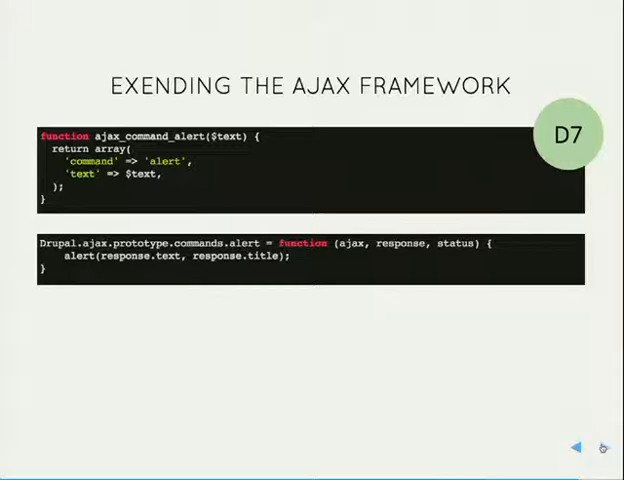 EXENDING THE AJAX FRAMEWORK
D7
function ajax_command_alert($text) {
  return array(
    'command' => 'alert',
    'text' => $text,
  );
}
Drupal.ajax.prototype.commands.alert = function (ajax, response, status) {
    alert(response.text, response.title);
}